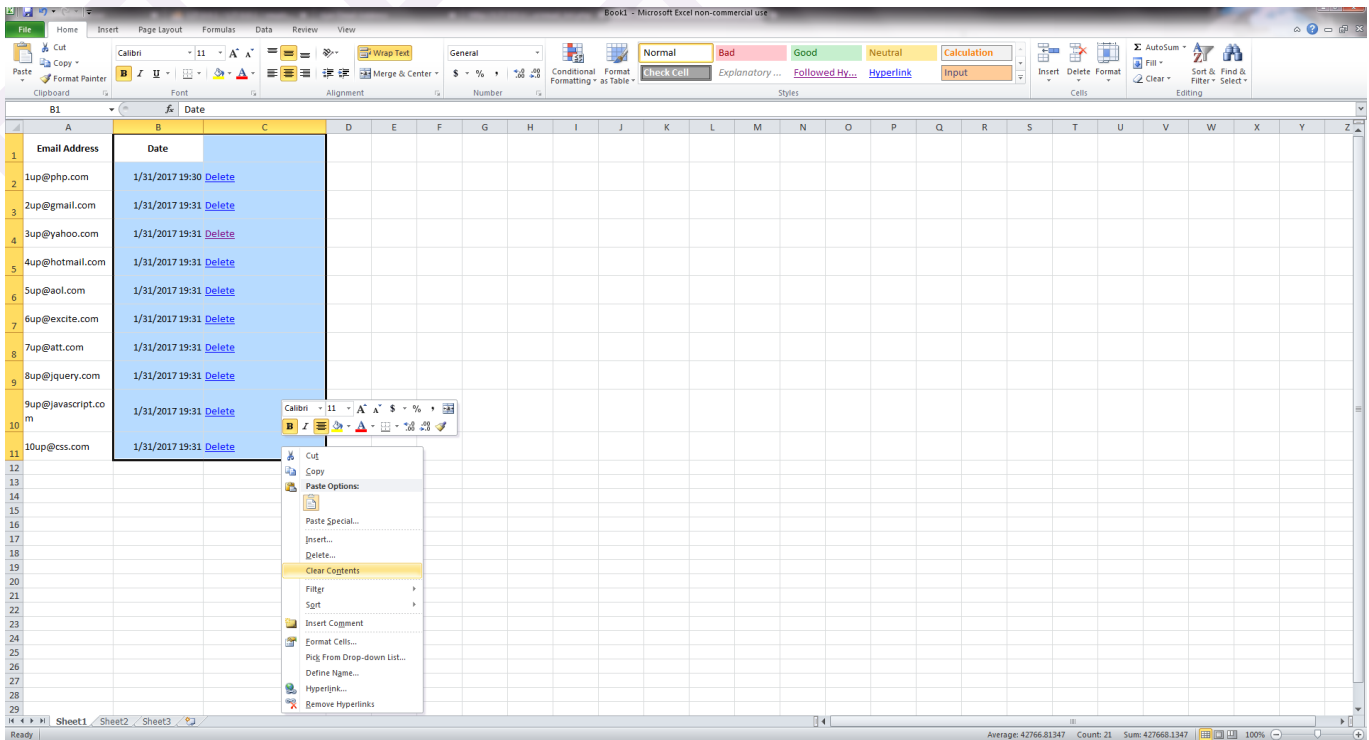 Book1 - Microsoft Excel non-commercial use
File Home Insert Page Layout Formulas Data Review View
Paste Cut Copy Format Painter Clipboard
Calibri 11 A A B I U A Font
Wrap Text Merge & Center Alignment
General $ % , .0 .00 .00 .0 Number
Conditional Formatting Format as Table Normal Bad Good Neutral Calculation
Check Cell Explanatory ... Followed Hy... Hyperlink Input Styles
Insert Delete Format Cells
Σ AutoSum Fill Clear Sort & Filter Find & Select Editing
B1 fx Date
A B C D E F G H I J K L M N O P Q R S T U V W X Y Z
1 Email Address Date
2 1up@php.com 1/31/2017 19:30 Delete
3 2up@gmail.com 1/31/2017 19:31 Delete
4 3up@yahoo.com 1/31/2017 19:31 Delete
5 4up@hotmail.com 1/31/2017 19:31 Delete
6 5up@aol.com 1/31/2017 19:31 Delete
7 6up@excite.com 1/31/2017 19:31 Delete
8 7up@att.com 1/31/2017 19:31 Delete
9 8up@jquery.com 1/31/2017 19:31 Delete
10 9up@javascript.co
m 1/31/2017 19:31 Delete
11 10up@css.com 1/31/2017 19:31 Delete
12
13
14
15
16
17
18
19
20
21
22
23
24
25
26
27
28
29
Calibri 11 A A $ % ,
B I A .0 .00 .00 .0
Cut
Copy
Paste Options:
Paste Special...
Insert...
Delete...
Clear Contents
Filter
Sort
Insert Comment
Format Cells...
Pick From Drop-down List...
Define Name...
Hyperlink...
Remove Hyperlinks
Sheet1 Sheet2 Sheet3
Ready Average: 42766.81347 Count: 21 Sum: 427668.1347 100%